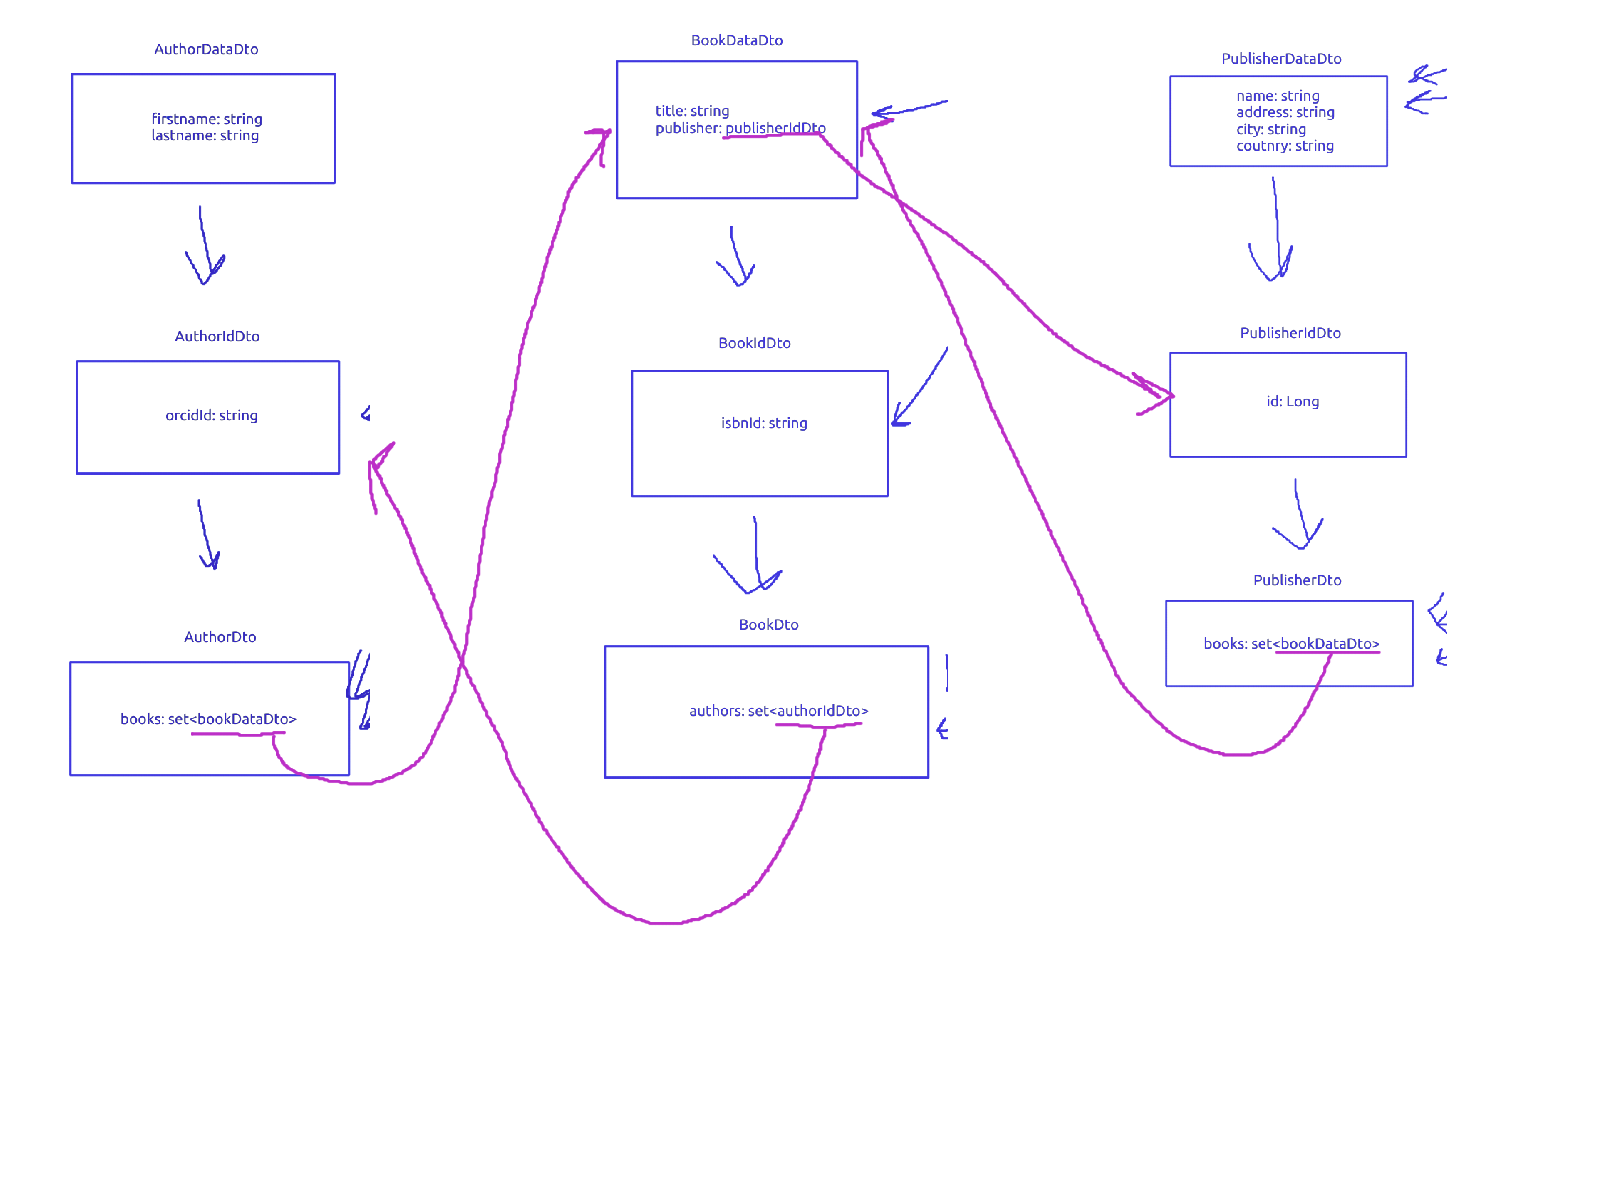 AuthorDataDto
firstname: string
lastname: string
AuthorIdDto
orcidId: string
AuthorDto
books: set<bookDataDto>
BookDataDto
title: string
publisher: publisherIdDto
BookIdDto
isbnId: string
BookDto
authors: set<authorIdDto>
PublisherDataDto
name: string
address: string
city: string
coutnry: string
PublisherIdDto
id: Long
PublisherDto
books: set<bookDataDto>